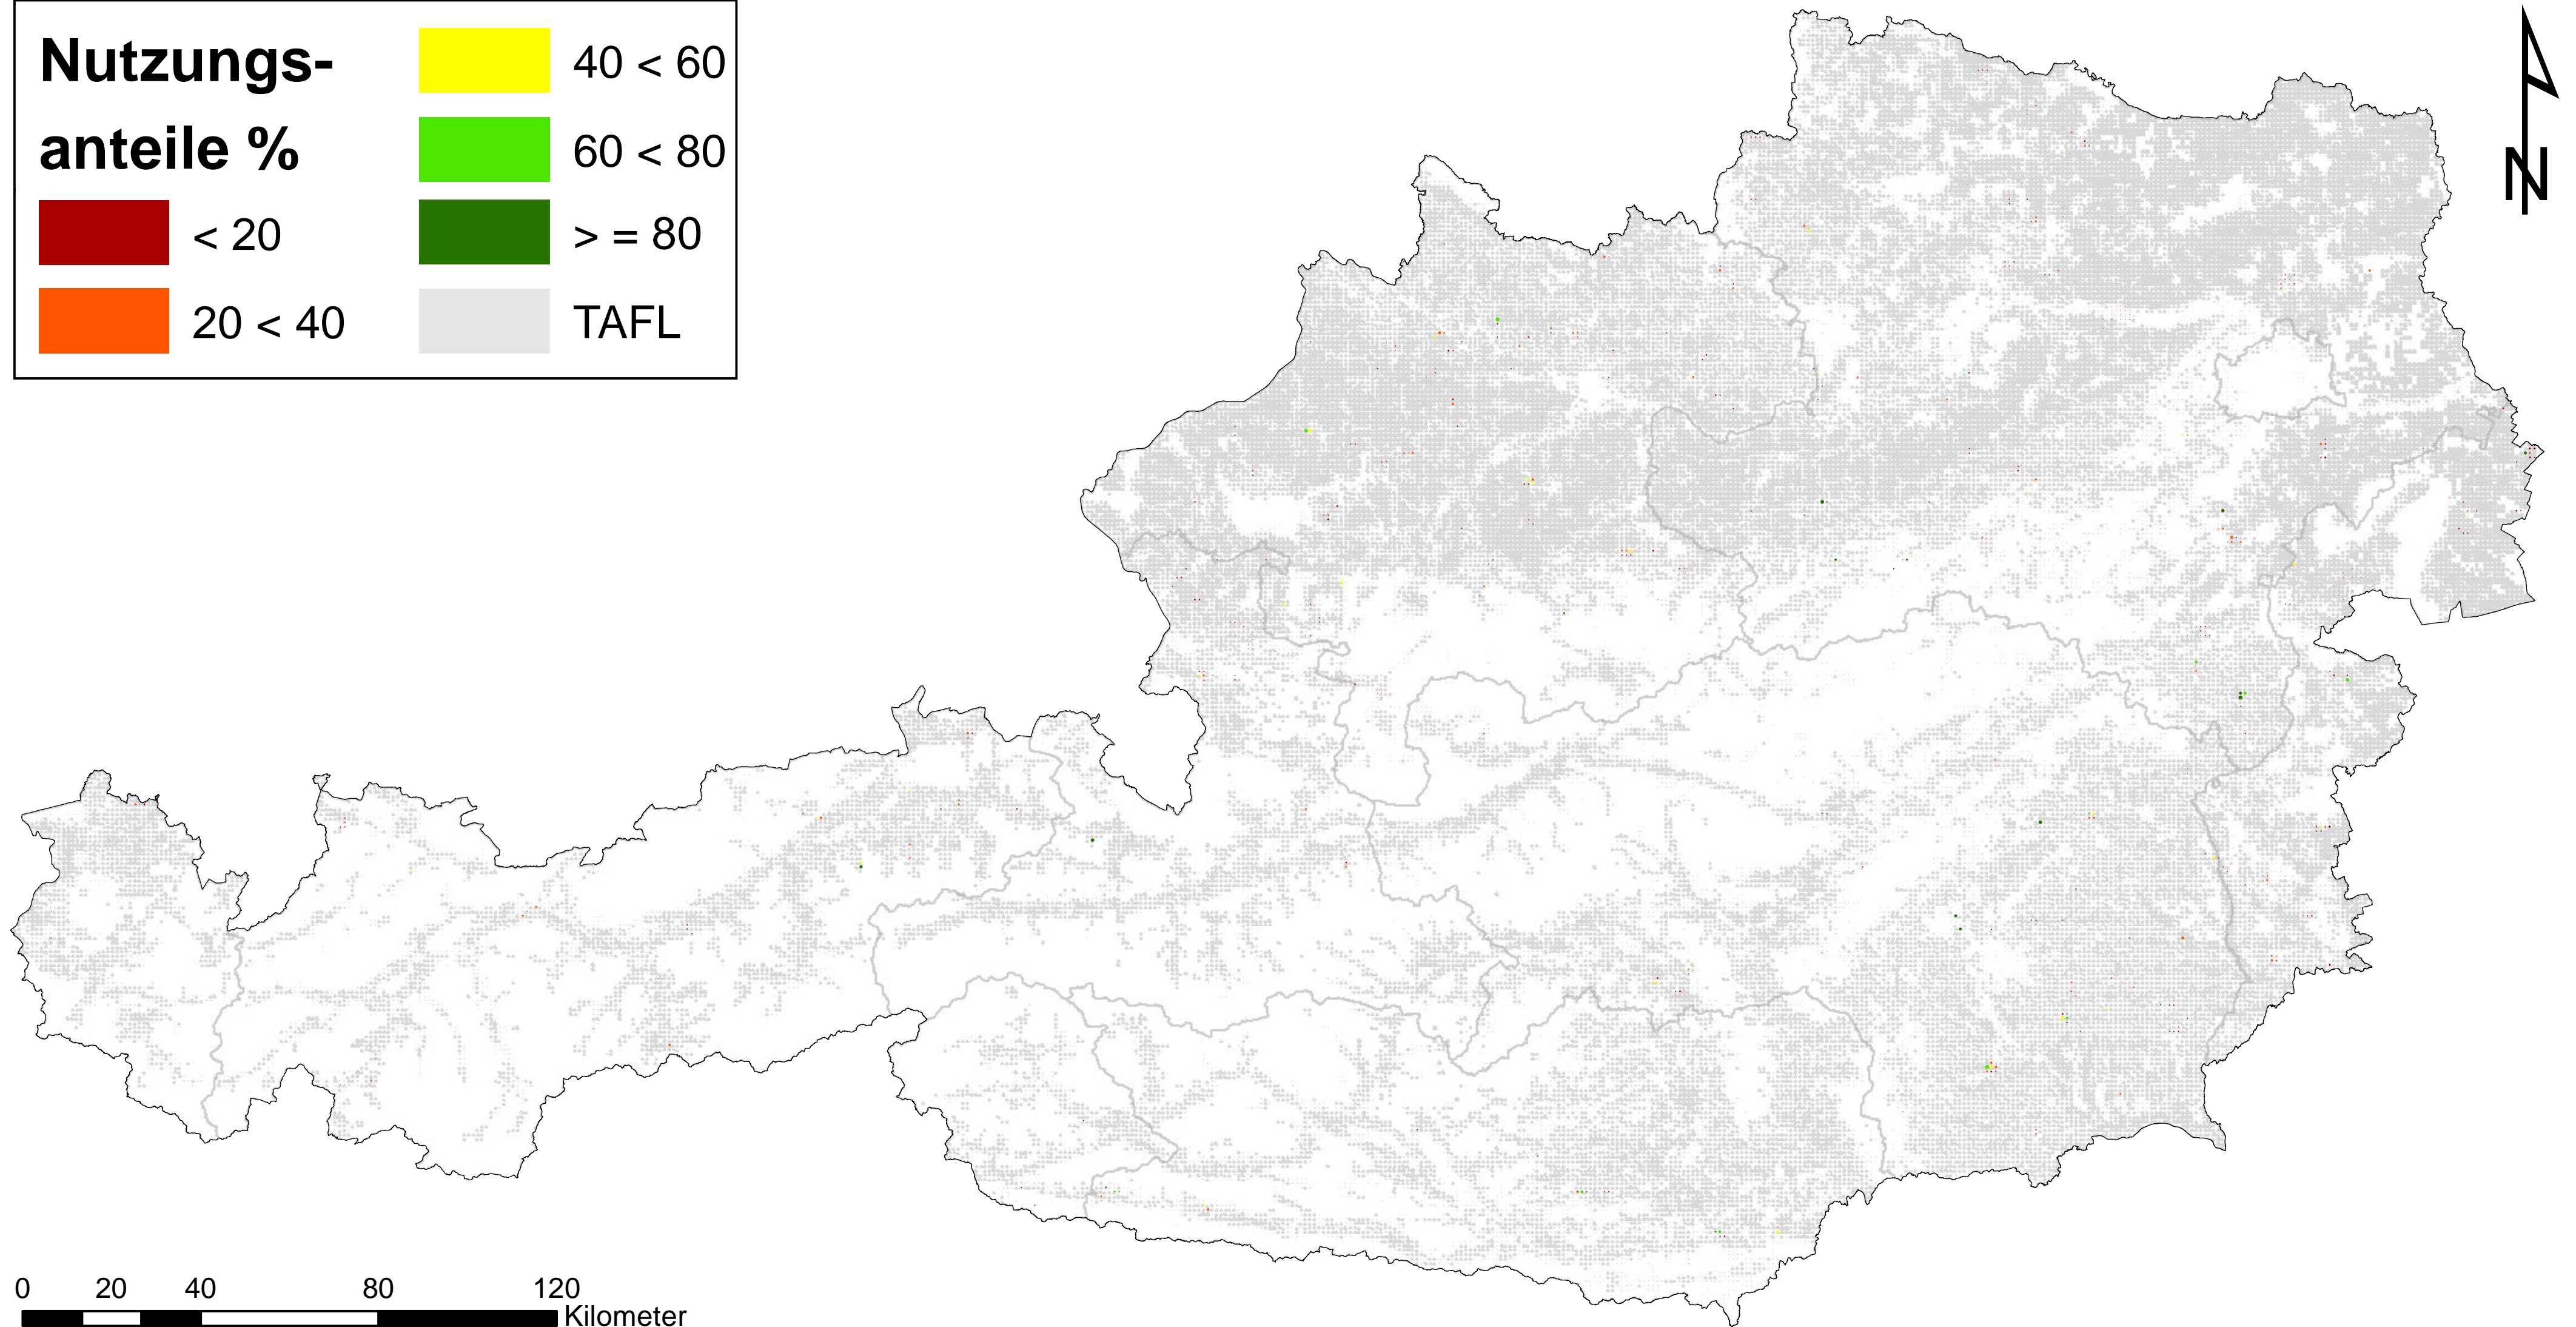 Nutzungs-
anteile %
< 20
20 < 40
40 < 60
60 < 80
> = 80
TAFL
N
0 20 40 80 120
Kilometer